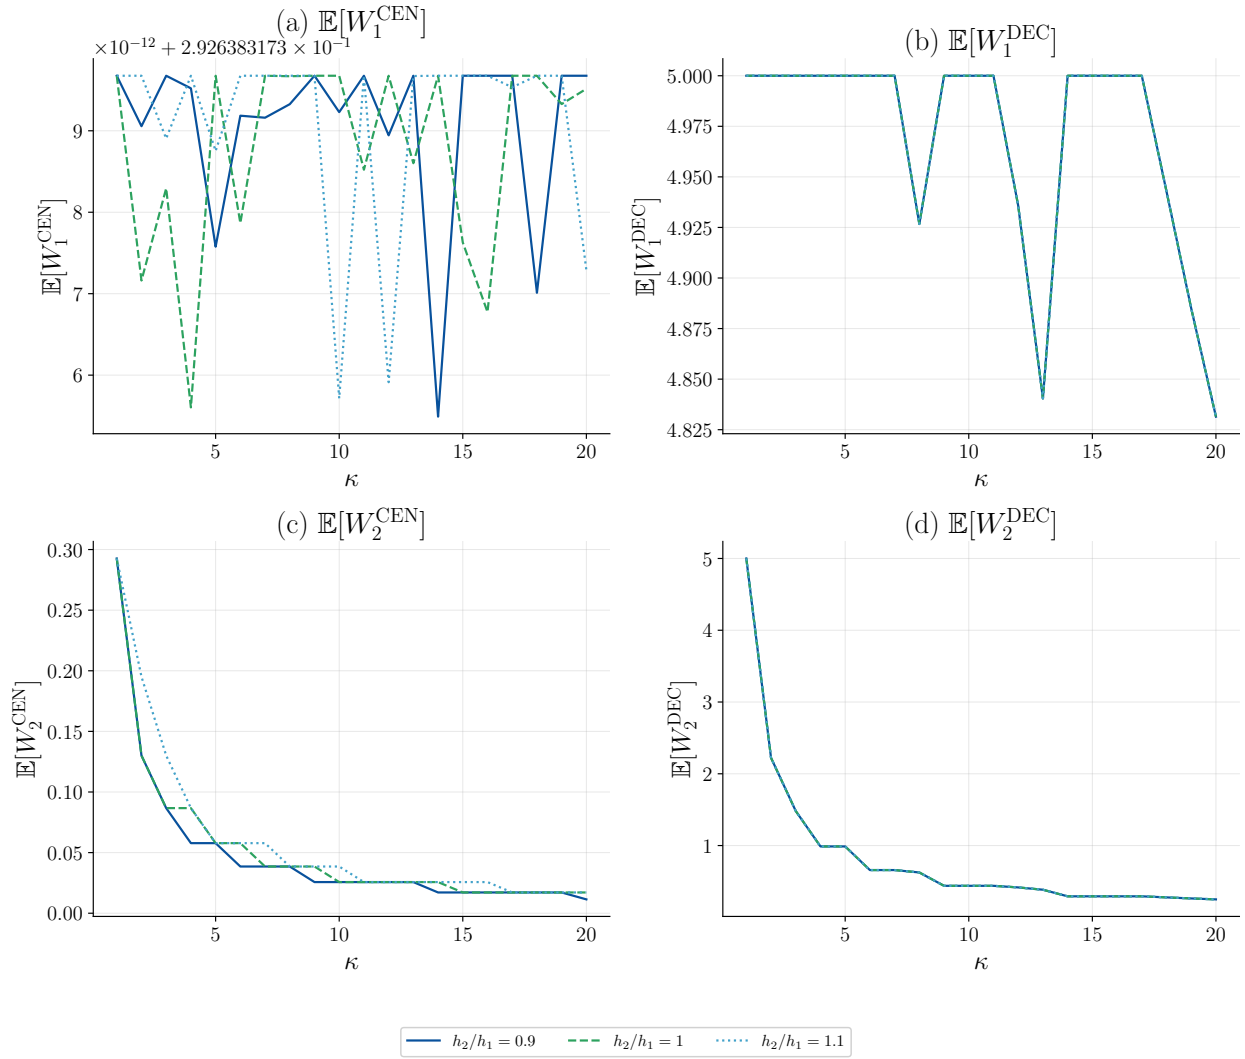 (a) 𝔼[W₁^CEN]
×10⁻¹² + 2.926383173 × 10⁻¹
9
8
7
6
𝔼[W₁^CEN]
5
10
15
20
κ
(b) 𝔼[W₁^DEC]
5.000
4.975
4.950
4.925
4.900
4.875
4.850
4.825
𝔼[W₁^DEC]
5
10
15
20
κ
(c) 𝔼[W₂^CEN]
0.30
0.25
0.20
0.15
0.10
0.05
0.00
𝔼[W₂^CEN]
5
10
15
20
κ
(d) 𝔼[W₂^DEC]
5
4
3
2
1
𝔼[W₂^DEC]
5
10
15
20
κ
h₂/h₁ = 0.9
h₂/h₁ = 1
h₂/h₁ = 1.1